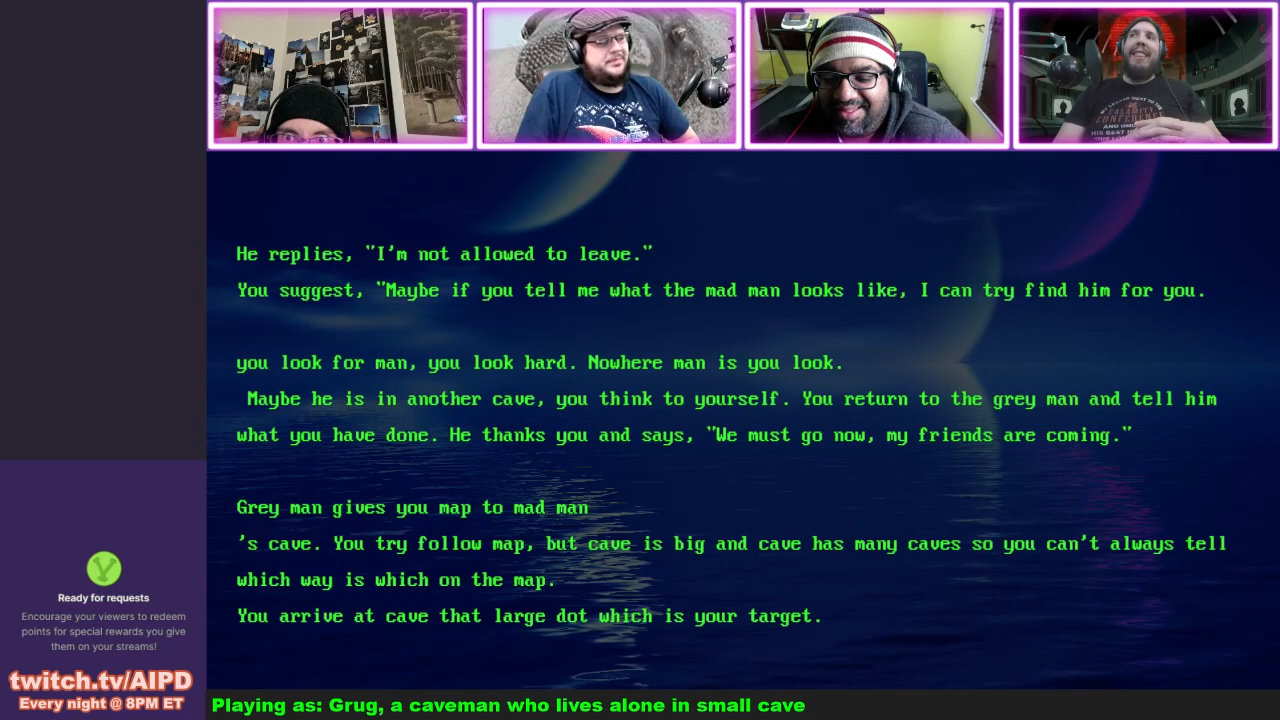 He replies, "I'm not allowed to leave."
You suggest, "Maybe if you tell me what the mad man looks like, I can try find him for you.
you look for man, you look hard. Nowhere man is you look.
Maybe he is in another cave, you think to yourself. You return to the grey man and tell him
what you have done. He thanks you and says, "We must go now, my friends are coming."
Grey man gives you map to mad man
's cave. You try follow map, but cave is big and cave has many caves so you can't always tell
which way is which on the map.
You arrive at cave that large dot which is your target.
Ready for requests
Encourage your viewers to redeem
points for special rewards you give
them on your streams!
twitch.tv/AIPD
Every night @ 8PM ET
Playing as: Grug, a caveman who lives alone in small cave